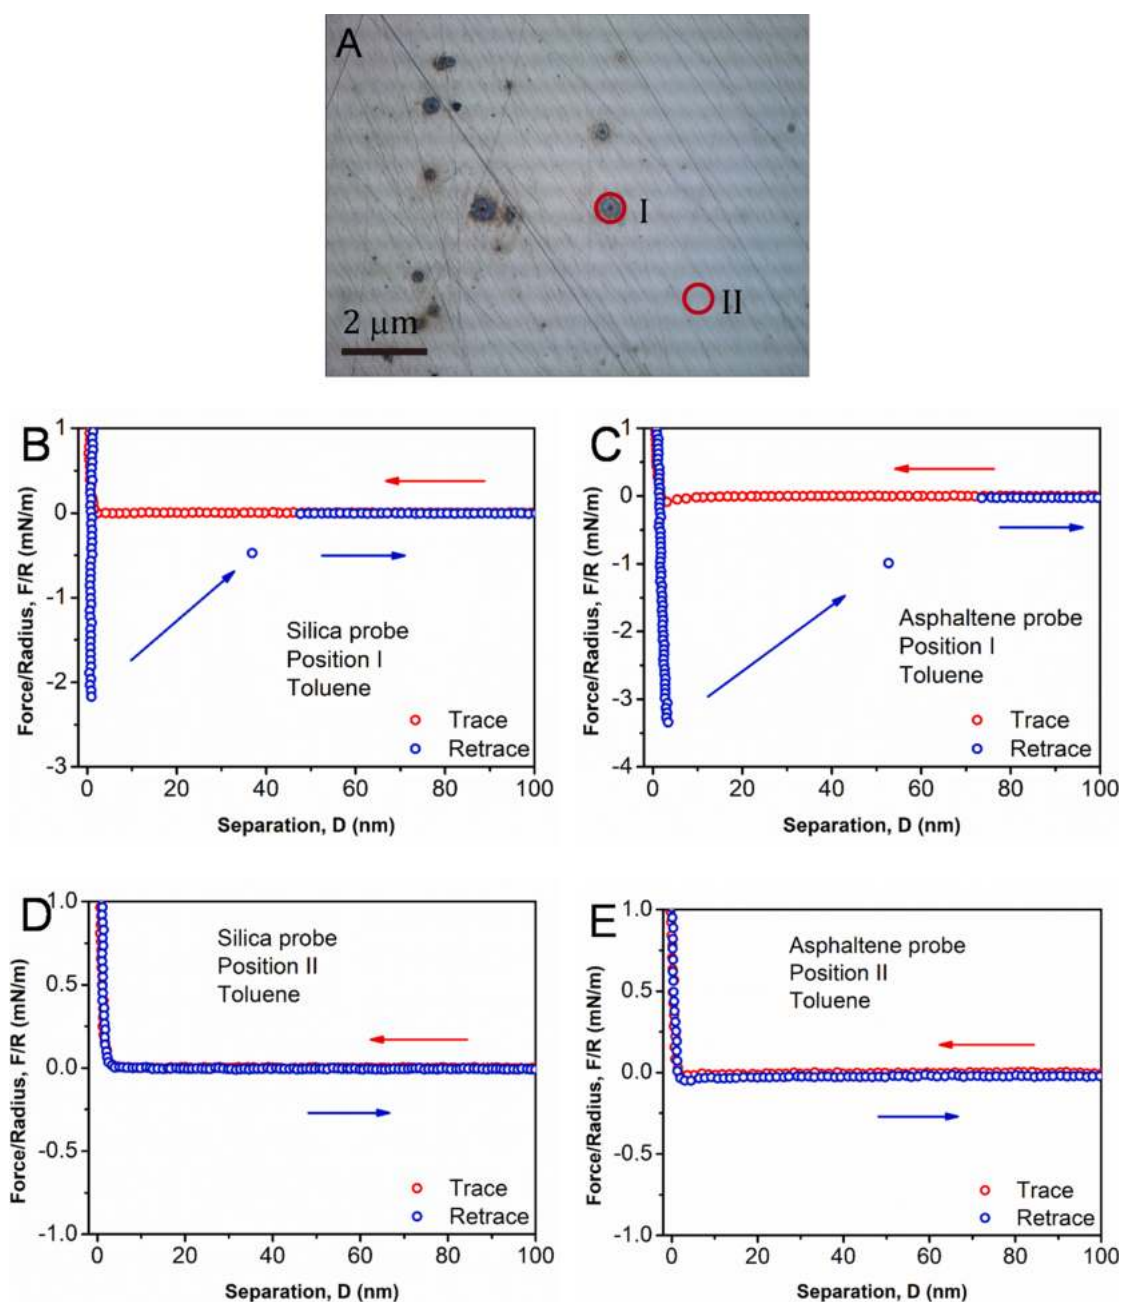 A
I
II
2 μm
B
Force/Radius, F/R (mN/m)
1
0
-1
-2
-3
Silica probe
Position I
Toluene
Trace
Retrace
0
20
40
60
80
100
Separation, D (nm)
C
Force/Radius, F/R (mN/m)
1
0
-1
-2
-3
-4
Asphaltene probe
Position I
Toluene
Trace
Retrace
0
20
40
60
80
100
Separation, D (nm)
D
Force/Radius, F/R (mN/m)
1.0
0.5
0.0
-0.5
-1.0
Silica probe
Position II
Toluene
Trace
Retrace
0
20
40
60
80
100
Separation, D (nm)
E
Force/Radius, F/R (mN/m)
1.0
0.5
0.0
-0.5
-1.0
Asphaltene probe
Position II
Toluene
Trace
Retrace
0
20
40
60
80
100
Separation, D (nm)